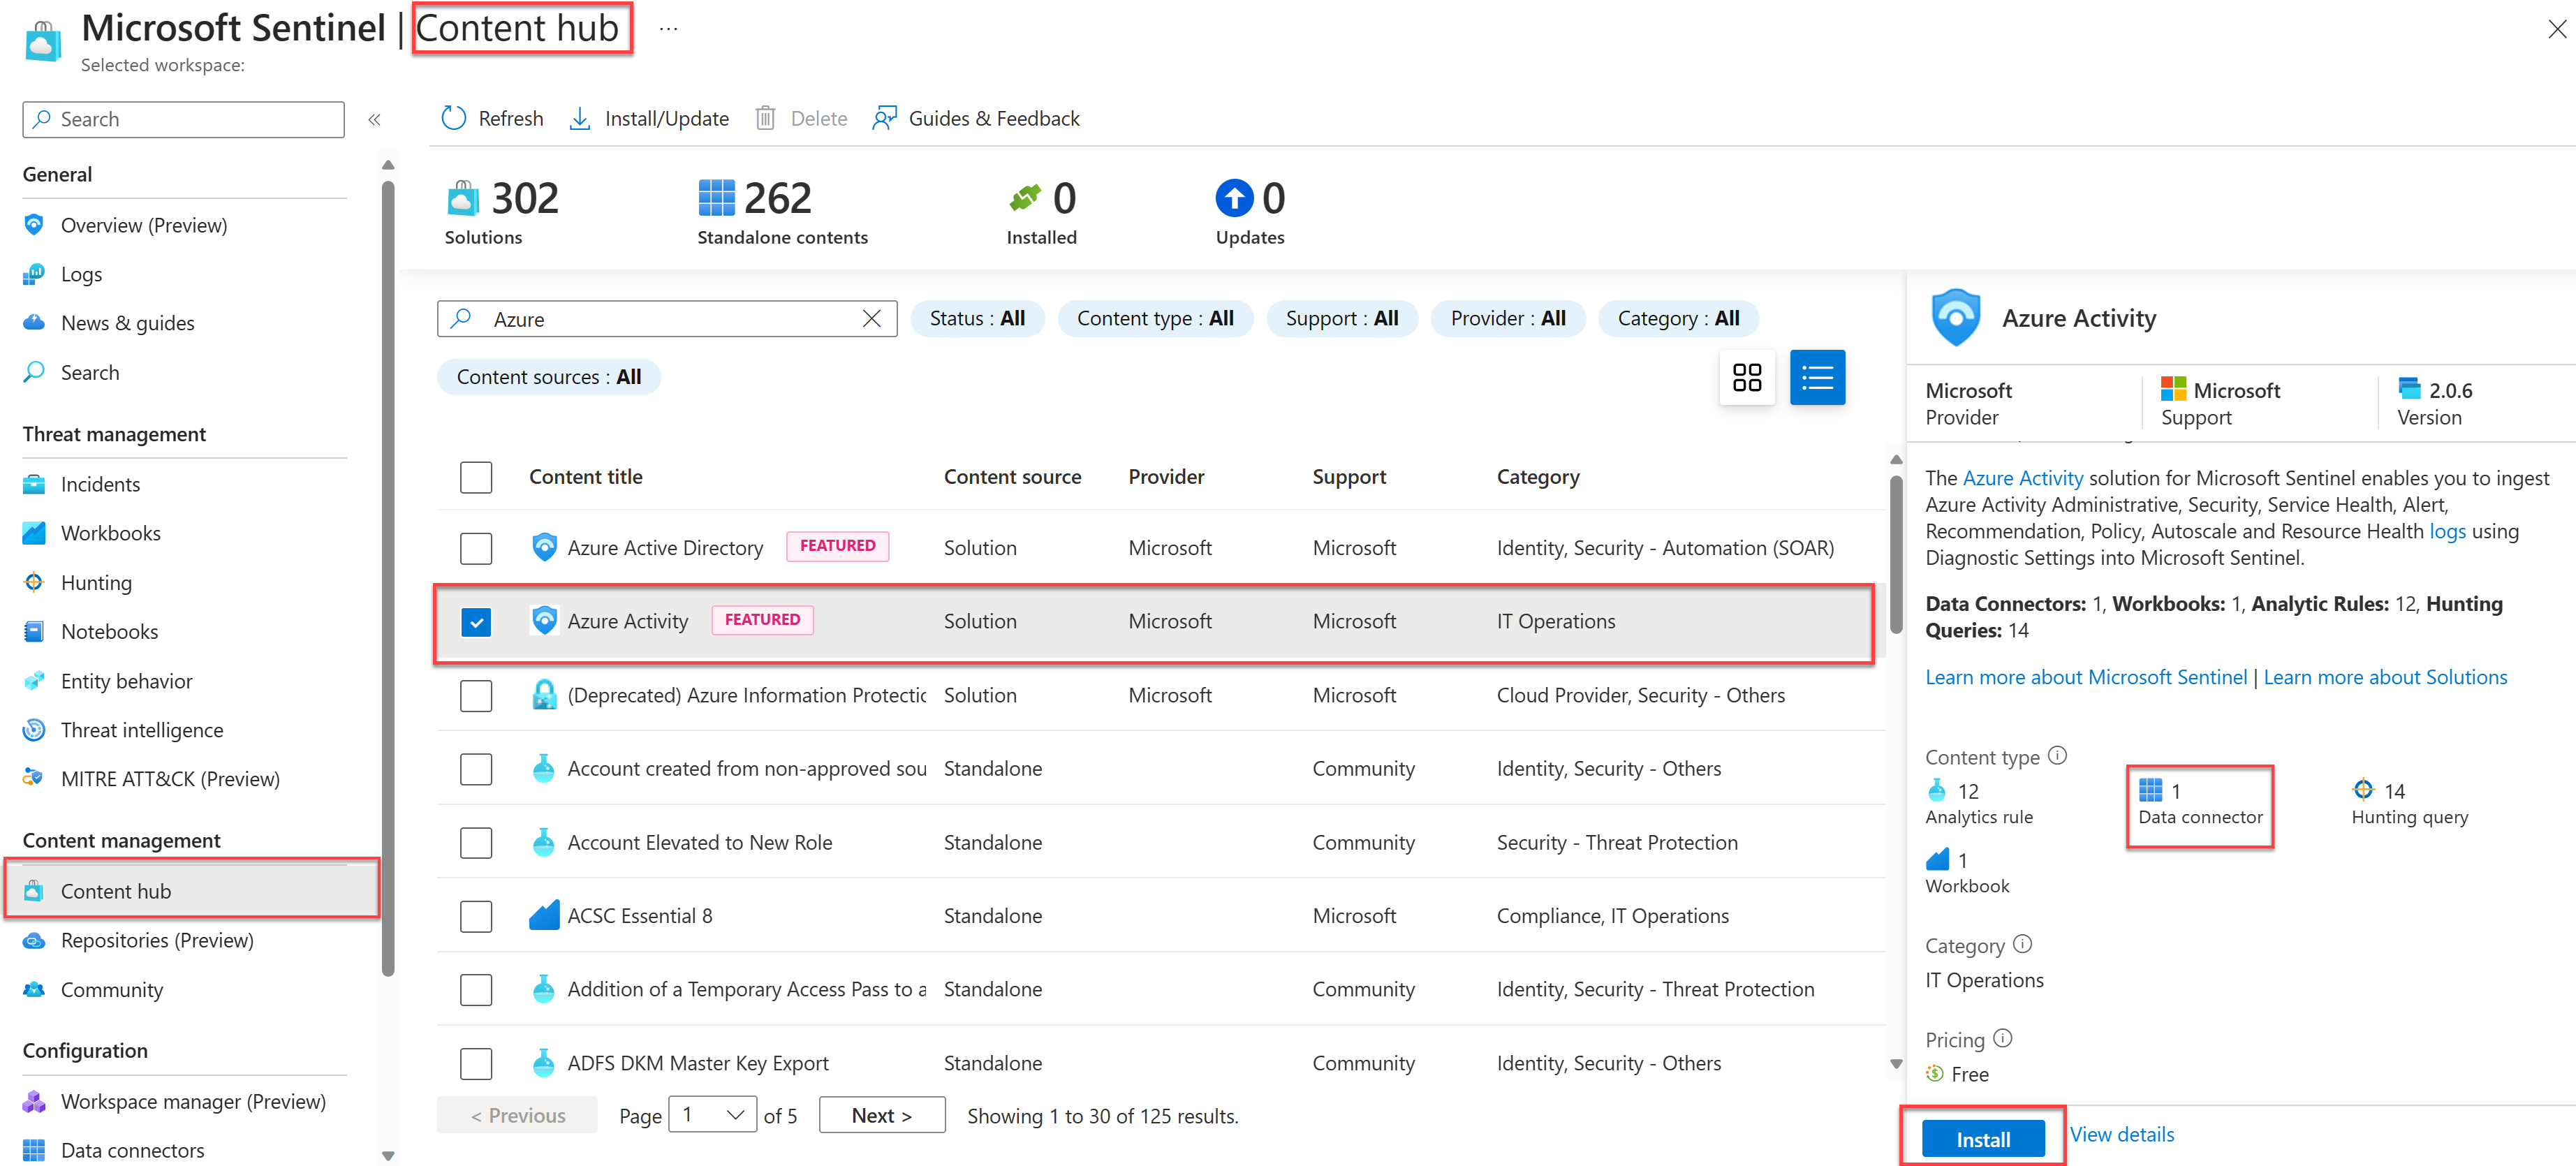 Microsoft Sentinel | Content hub ...
Selected workspace:
Search
«
Refresh Install/Update Delete Guides & Feedback
General
Overview (Preview)
Logs
News & guides
Search
Threat management
Incidents
Workbooks
Hunting
Notebooks
Entity behavior
Threat intelligence
MITRE ATT&CK (Preview)
Content management
Content hub
Repositories (Preview)
Community
Configuration
Workspace manager (Preview)
Data connectors
302 Solutions
262 Standalone contents
0 Installed
0 Updates
Azure
Status : All
Content type : All
Support : All
Provider : All
Category : All
Content sources : All
Content title Content source Provider Support Category
Azure Active Directory FEATURED Solution Microsoft Microsoft Identity, Security - Automation (SOAR)
Azure Activity FEATURED Solution Microsoft Microsoft IT Operations
(Deprecated) Azure Information Protectic Solution Microsoft Microsoft Cloud Provider, Security - Others
Account created from non-approved sou Standalone Community Identity, Security - Others
Account Elevated to New Role Standalone Community Security - Threat Protection
ACSC Essential 8 Standalone Microsoft Compliance, IT Operations
Addition of a Temporary Access Pass to a Standalone Community Identity, Security - Threat Protection
ADFS DKM Master Key Export Standalone Community Identity, Security - Others
< Previous Page 1 of 5 Next > Showing 1 to 30 of 125 results.
Azure Activity
Microsoft Provider
Microsoft Support
2.0.6 Version
The Azure Activity solution for Microsoft Sentinel enables you to ingest
Azure Activity Administrative, Security, Service Health, Alert,
Recommendation, Policy, Autoscale and Resource Health logs using
Diagnostic Settings into Microsoft Sentinel.
Data Connectors: 1, Workbooks: 1, Analytic Rules: 12, Hunting
Queries: 14
Learn more about Microsoft Sentinel | Learn more about Solutions
Content type
12 Analytics rule
1 Data connector
14 Hunting query
1 Workbook
Category
IT Operations
Pricing
Free
Install View details